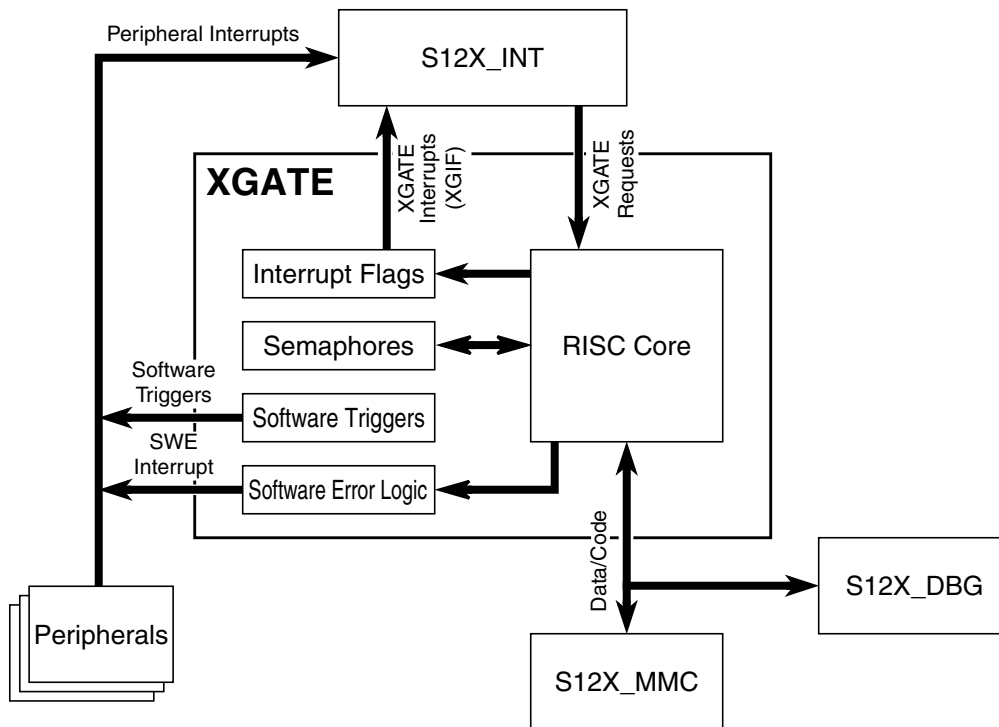 Peripheral Interrupts
S12X_INT
XGATE
XGATE
Interrupts
(XGIF)
XGATE
Requests
Interrupt Flags
Semaphores
RISC Core
Software
Triggers
Software Triggers
SWE
Interrupt
Software Error Logic
Data/Code
S12X_DBG
Peripherals
S12X_MMC